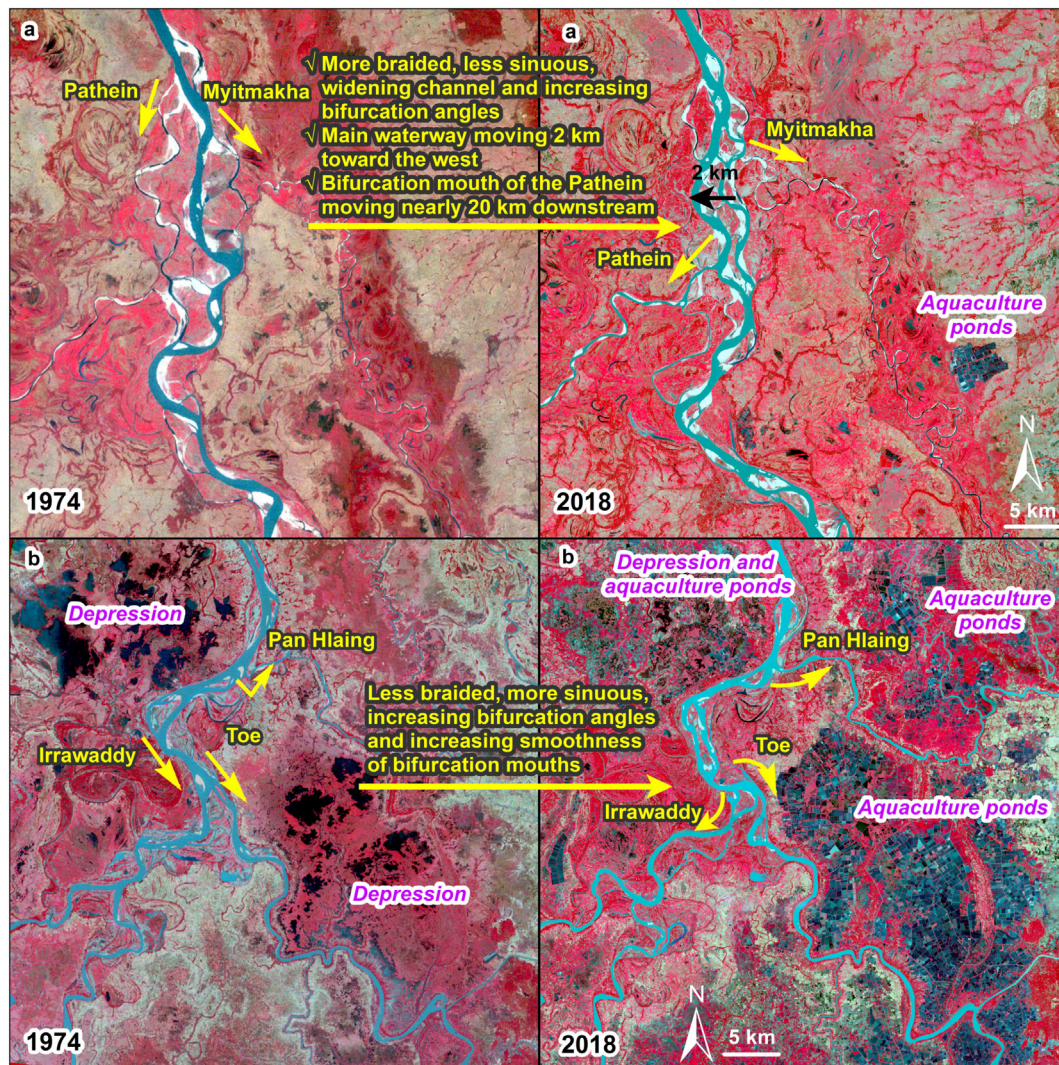 a
Pathein
Myitmakha
√ More braided, less sinuous,
widening channel and increasing
bifurcation angles
√ Main waterway moving 2 km
toward the west
√ Bifurcation mouth of the Pathein
moving nearly 20 km downstream
1974
a
Myitmakha
2 km
Pathein
Aquaculture
ponds
N
5 km
2018
b
Depression
Pan Hlaing
Irrawaddy
Toe
Less braided, more sinuous,
increasing bifurcation angles
and increasing smoothness
of bifurcation mouths
Depression
1974
b
Depression and
aquaculture ponds
Aquaculture
ponds
Pan Hlaing
Toe
Irrawaddy
Aquaculture ponds
N
5 km
2018